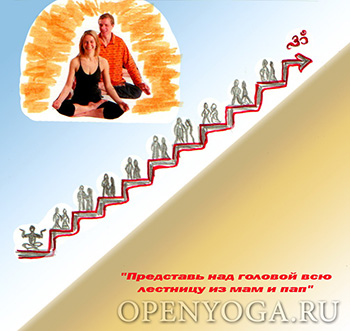 ॐ
"Представь над головой всю
лестницу из мам и пап"
OPENYOGA.RU